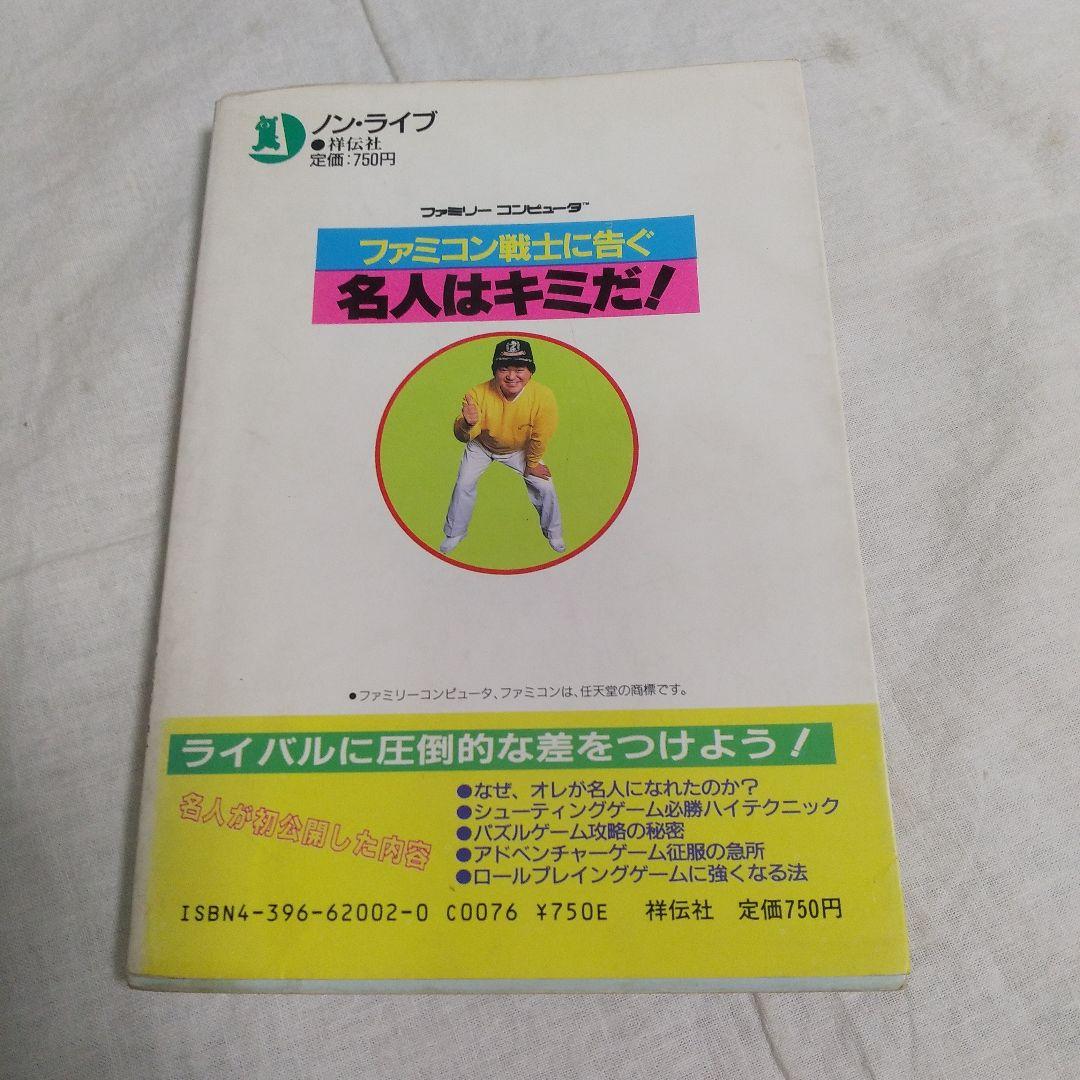 ノン・ライブ
●祥伝社
定価:750円
ファミリー コンピュータ™
ファミコン戦士に告ぐ
名人はキミだ!
●ファミリーコンピュータ、ファミコンは、任天堂の商標です。
ライバルに圧倒的な差をつけよう!
名人が初公開した内容
●なぜ、オレが名人になれたのか?
●シューティングゲーム必勝ハイテクニック
●パズルゲーム攻略の秘密
●アドベンチャーゲーム征服の急所
●ロールプレイングゲームに強くなる法
ISBN4-396-62002-0 C0076 ¥750E 祥伝社 定価750円